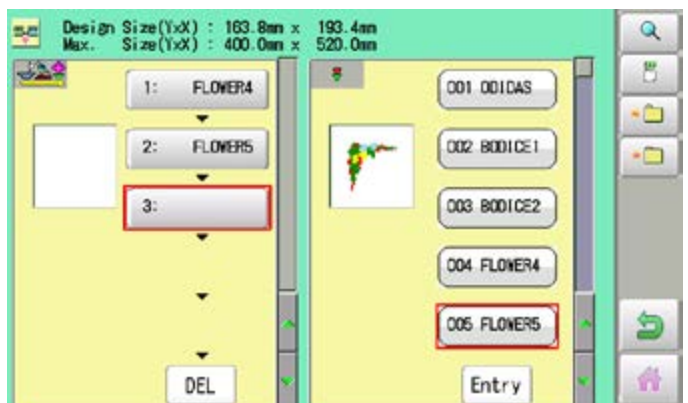 Design Size(YxX) : 163.8mm x 193.4mm
Max. Size(YxX) : 400.0mm x 520.0mm
1: FLOWER4
2: FLOWER5
3:
DEL
001 ODIDAS
002 BODICE1
003 BODICE2
004 FLOWER4
005 FLOWER5
Entry